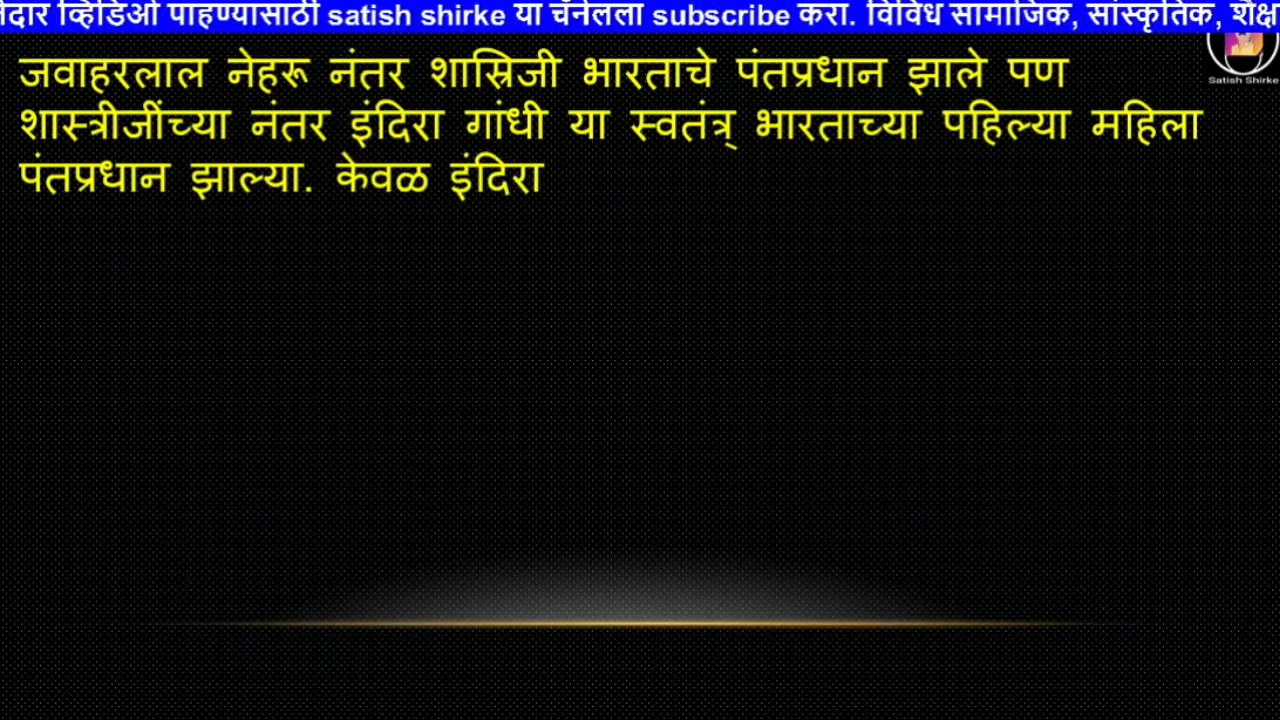 व्हिडिओ पाहण्यासाठी satish shirke या चॅनेलला subscribe करा. विविध सामाजिक, सांस्कृतिक,
Satish Shirke
जवाहरलाल नेहरू नंतर शास्रिजी भारताचे पंतप्रधान झाले पण
शास्त्रीजींच्या नंतर इंदिरा गांधी या स्वतंत्र् भारताच्या पहिल्या महिला
पंतप्रधान झाल्या. केवळ इंदिरा